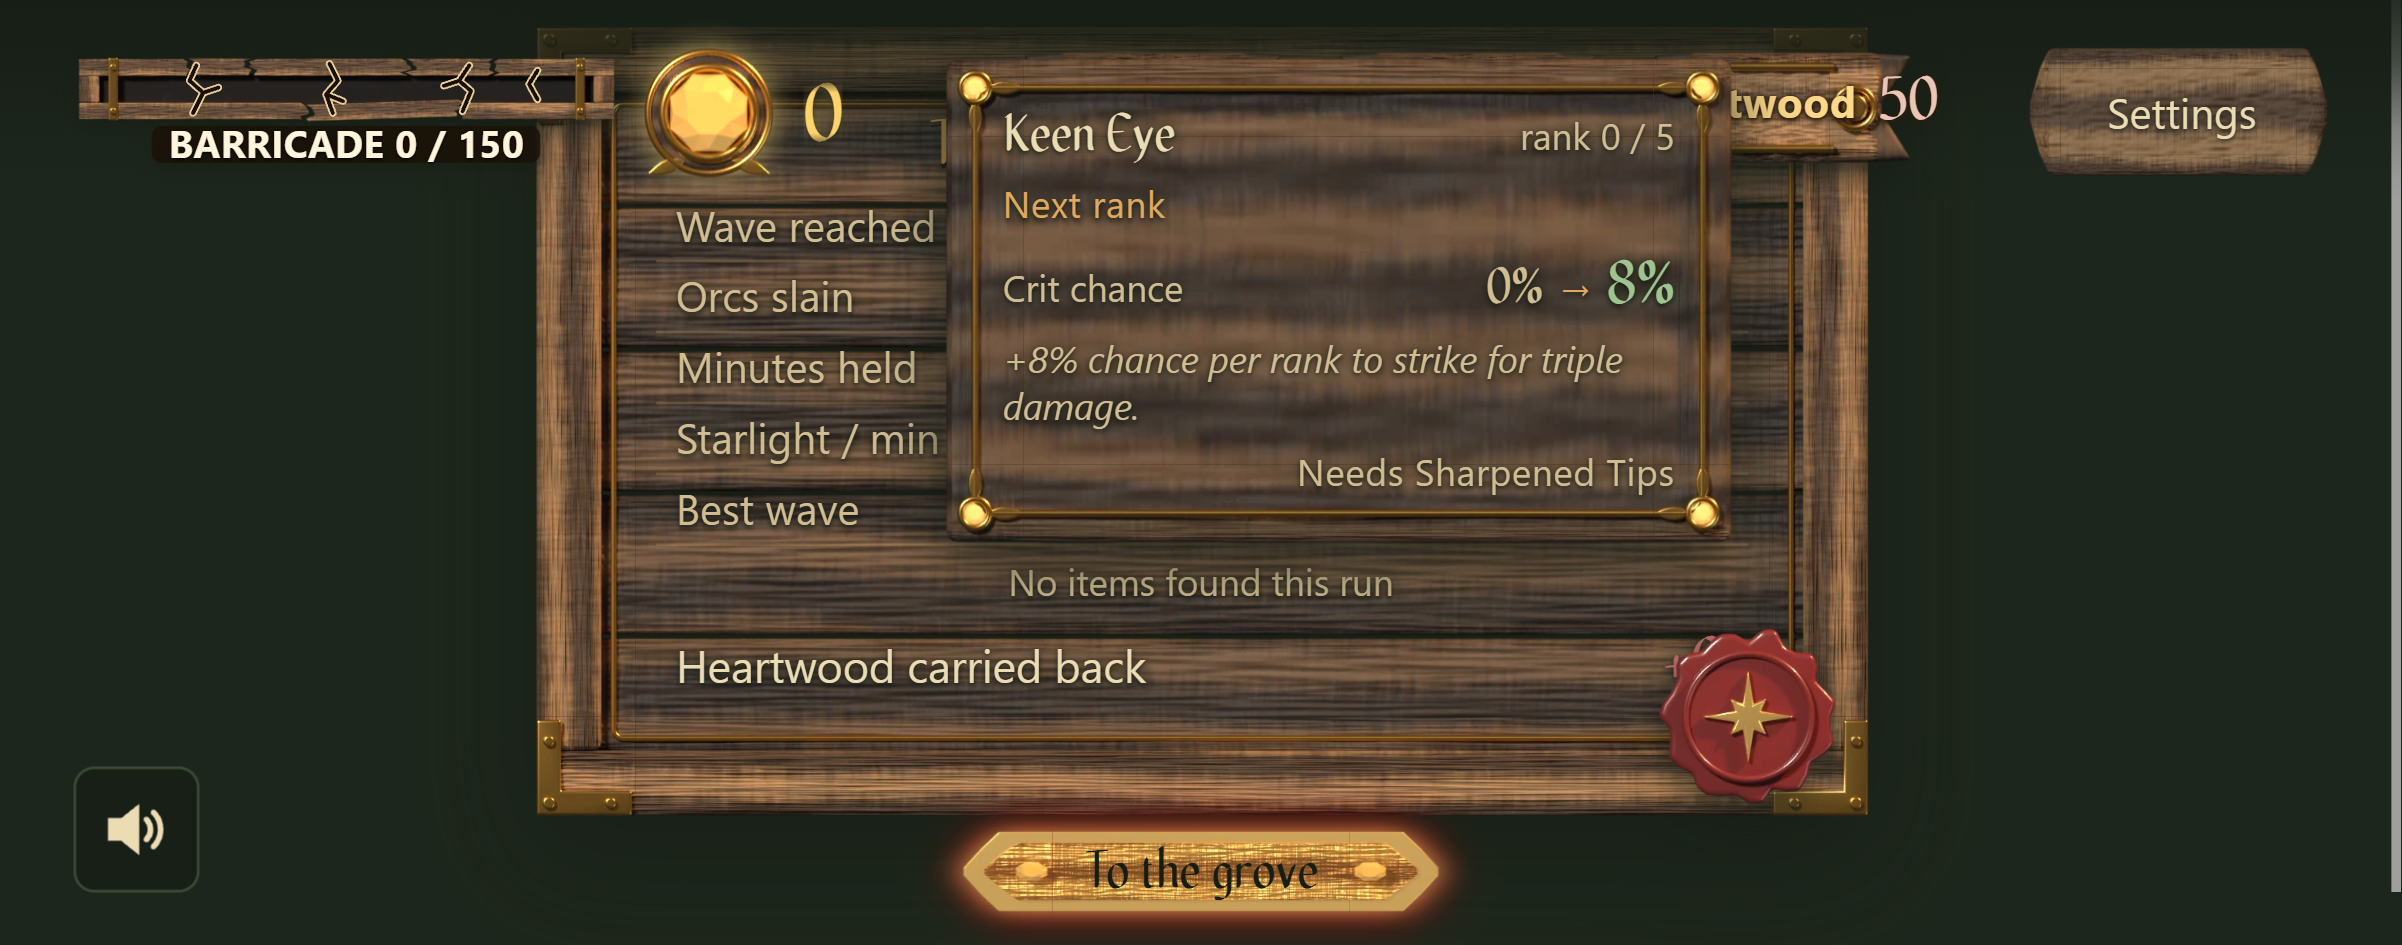 BARRICADE 0 / 150
0
twood
50
Settings
Keen Eye
rank 0 / 5
Next rank
Crit chance
0% → 8%
+8% chance per rank to strike for triple
damage.
Needs Sharpened Tips
Wave reached
Orcs slain
Minutes held
Starlight / min
Best wave
No items found this run
Heartwood carried back
To the grove